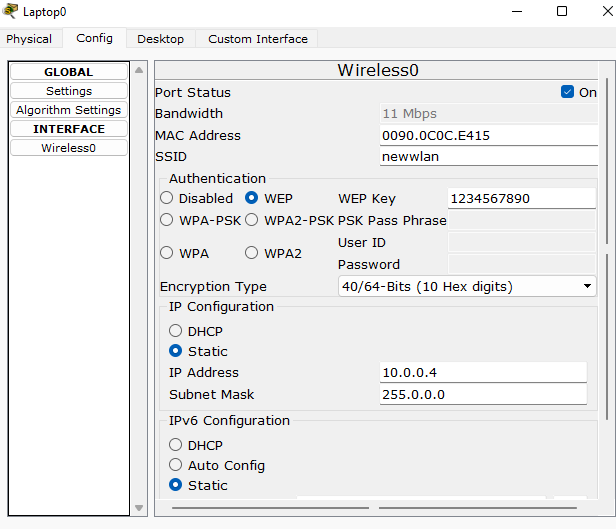 Laptop0
Physical Config Desktop Custom Interface
GLOBAL
Settings
Algorithm Settings
INTERFACE
Wireless0
Wireless0
Port Status On
Bandwidth 11 Mbps
MAC Address 0090.0C0C.E415
SSID newwlan
Authentication
Disabled WEP WEP Key 1234567890
WPA-PSK WPA2-PSK PSK Pass Phrase
User ID
WPA WPA2
Password
Encryption Type 40/64-Bits (10 Hex digits)
IP Configuration
DHCP
Static
IP Address 10.0.0.4
Subnet Mask 255.0.0.0
IPv6 Configuration
DHCP
Auto Config
Static